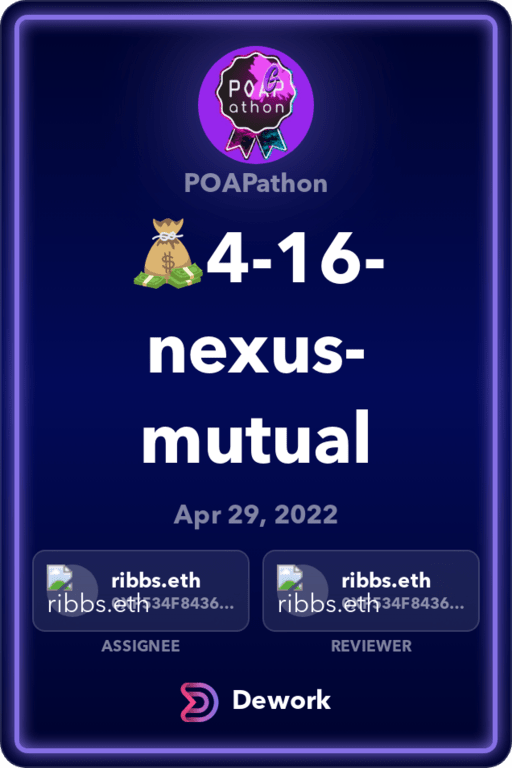 POAP
athon
POAPathon
💰4-16-
nexus-
mutual
Apr 29, 2022
ribbs.eth
ribbs.eth
ribbs.eth
ribbs.eth
ASSIGNEE
REVIEWER
Dework